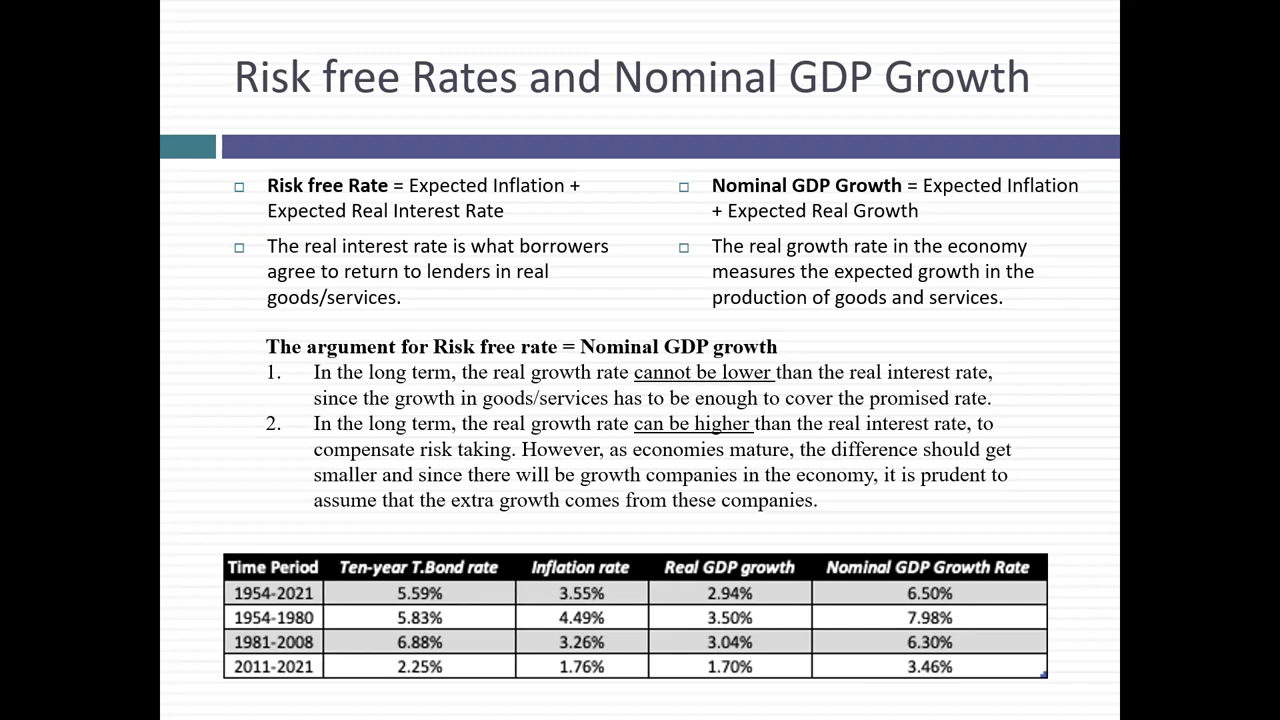 Risk free Rates and Nominal GDP Growth
Risk free Rate = Expected Inflation +
Expected Real Interest Rate
The real interest rate is what borrowers
agree to return to lenders in real
goods/services.
Nominal GDP Growth = Expected Inflation
+ Expected Real Growth
The real growth rate in the economy
measures the expected growth in the
production of goods and services.
The argument for Risk free rate = Nominal GDP growth
1. In the long term, the real growth rate cannot be lower than the real interest rate,
since the growth in goods/services has to be enough to cover the promised rate.
2. In the long term, the real growth rate can be higher than the real interest rate, to
compensate risk taking. However, as economies mature, the difference should get
smaller and since there will be growth companies in the economy, it is prudent to
assume that the extra growth comes from these companies.
Time Period Ten-year T.Bond rate Inflation rate Real GDP growth Nominal GDP Growth Rate
1954-2021 5.59% 3.55% 2.94% 6.50%
1954-1980 5.83% 4.49% 3.50% 7.98%
1981-2008 6.88% 3.26% 3.04% 6.30%
2011-2021 2.25% 1.76% 1.70% 3.46%